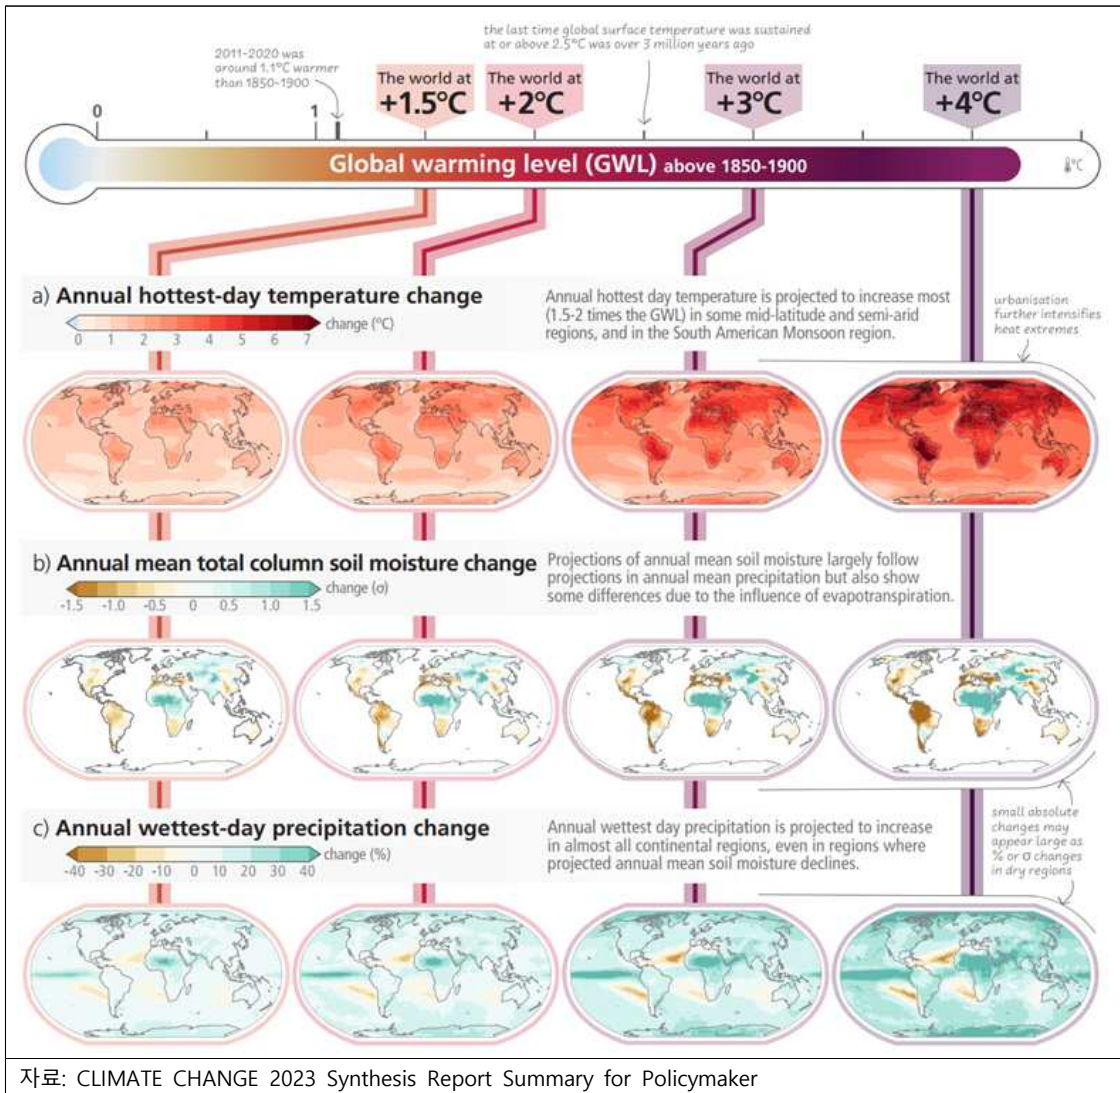 the last time global surface temperature was sustained
at or above 2.5°C was over 3 million years ago
2011-2020 was
around 1.1°C warmer
than 1850-1900
The world at
+1.5°C
The world at
+2°C
The world at
+3°C
The world at
+4°C
0
1
Global warming level (GWL) above 1850-1900
°C
a) Annual hottest-day temperature change
change (°C)
0 1 2 3 4 5 6 7
Annual hottest day temperature is projected to increase most
(1.5-2 times the GWL) in some mid-latitude and semi-arid
regions, and in the South American Monsoon region.
urbanisation
further intensifies
heat extremes
b) Annual mean total column soil moisture change
change (σ)
-1.5 -1.0 -0.5 0 0.5 1.0 1.5
Projections of annual mean soil moisture largely follow
projections in annual mean precipitation but also show
some differences due to the influence of evapotranspiration.
c) Annual wettest-day precipitation change
change (%)
-40 -30 -20 -10 0 10 20 30 40
Annual wettest day precipitation is projected to increase
in almost all continental regions, even in regions where
projected annual mean soil moisture declines.
small absolute
changes may
appear large as
% or σ changes
in dry regions
자료: CLIMATE CHANGE 2023 Synthesis Report Summary for Policymaker